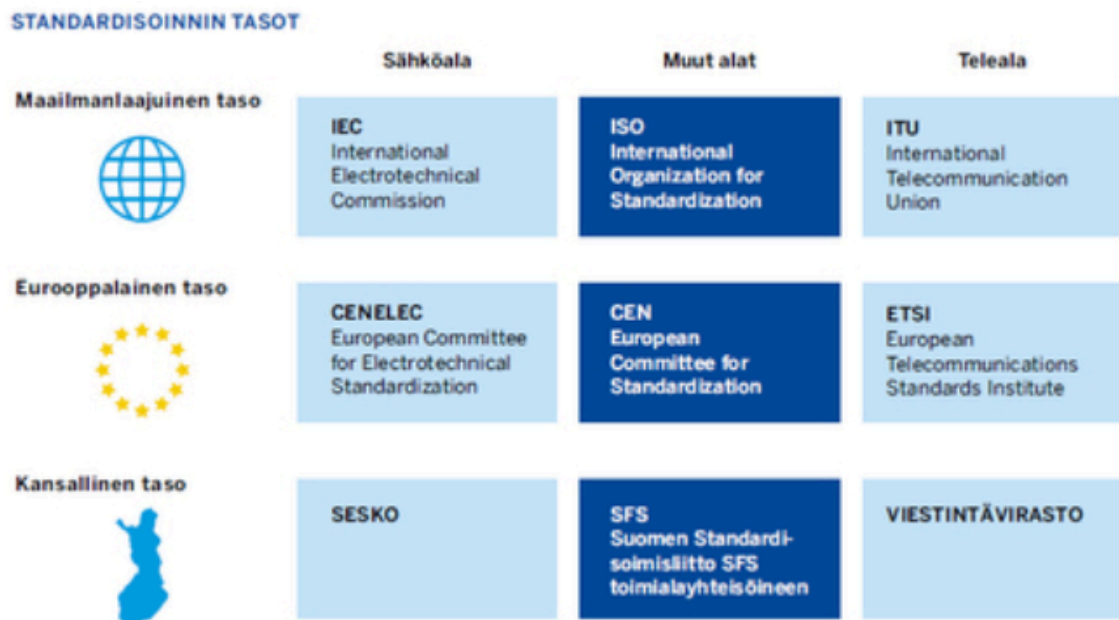 STANDARDISOINNIN TASOT
Sähköala
Muut alat
Teleala
Maailmanlaajuinen taso
IEC
International
Electrotechnical
Commission
ISO
International
Organization for
Standardization
ITU
International
Telecommunication
Union
Eurooppalainen taso
CENELEC
European Committee
for Electrotechnical
Standardization
CEN
European
Committee for
Standardization
ETSI
European
Telecommunications
Standards Institute
Kansallinen taso
SESKO
SFS
Suomen Standardi-
soimisliitto SFS
toimialayhteisöineen
VIESTINTÄVIRASTO